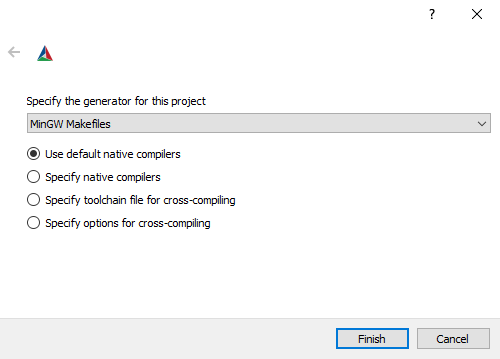 ?
Specify the generator for this project
MinGW Makefiles
Use default native compilers
Specify native compilers
Specify toolchain file for cross-compiling
Specify options for cross-compiling
Finish Cancel